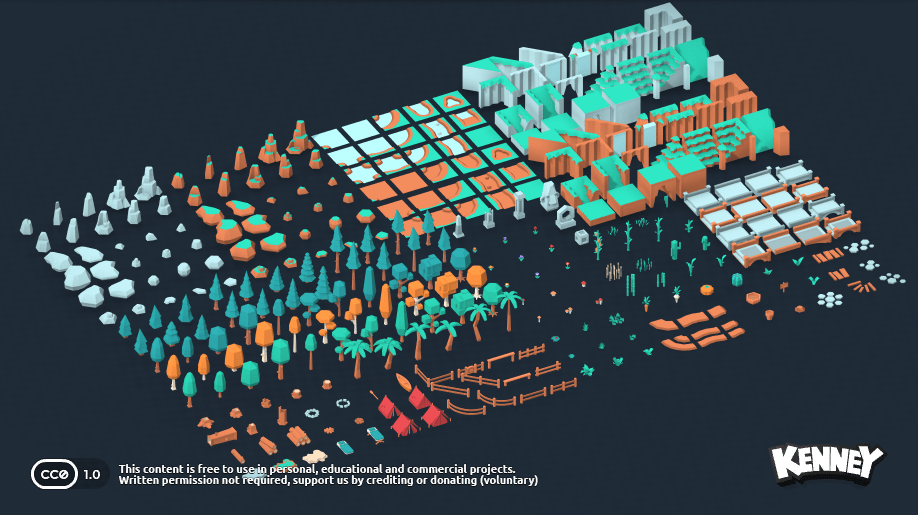 CC0 1.0
This content is free to use in personal, educational and commercial projects.
Written permission not required, support us by crediting or donating (voluntary)
KENNEY